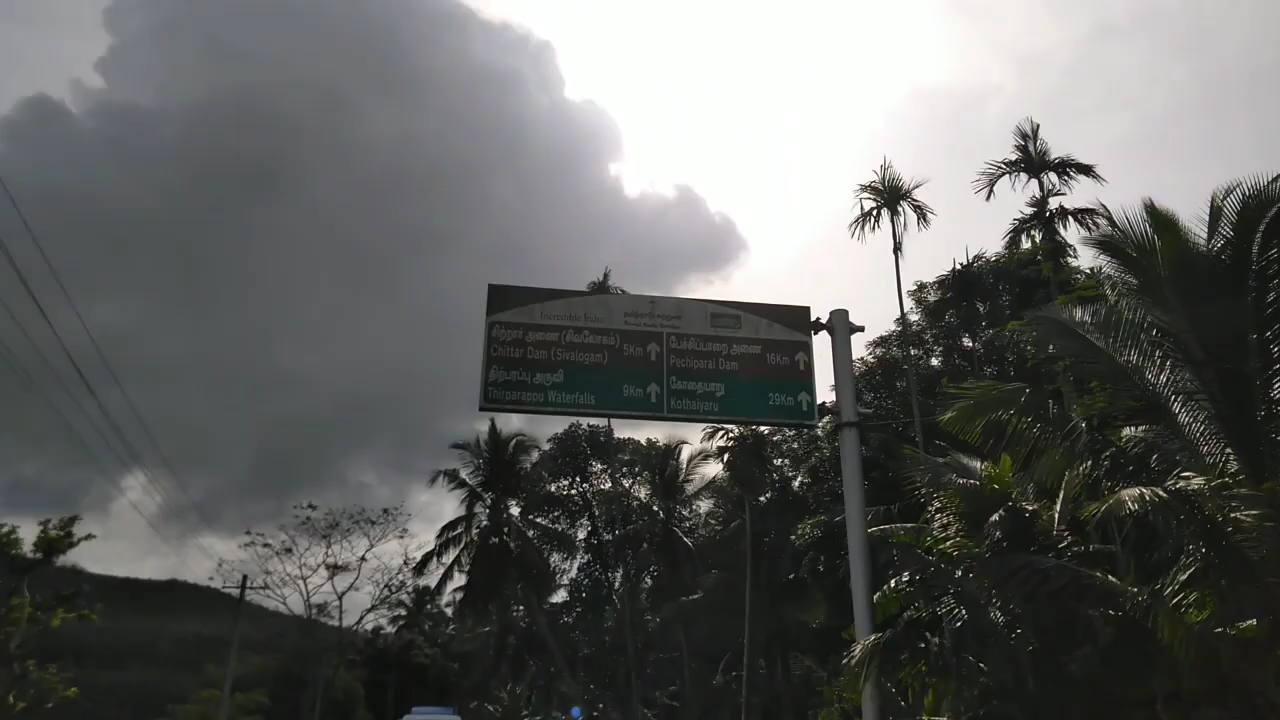 Incredible India
தமிழ்நாடு சுற்றுலா
சிற்றார் அணை (சிவலோகம்)
Chittar Dam (Sivalogam) 5Km
திற்பரப்பு அருவி
Thirparappu Waterfalls 9Km
பேச்சிப்பாறை அணை
Pechiparai Dam 16Km
கோதையாறு
Kothaiyaru 29Km